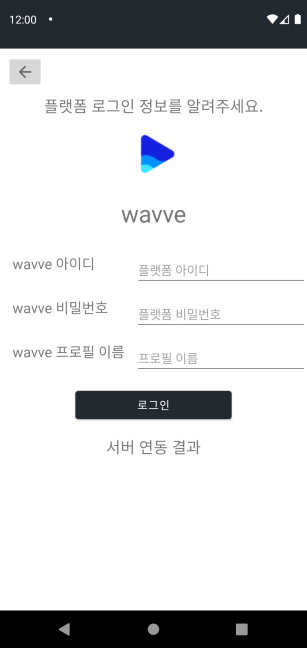 12:00
플랫폼 로그인 정보를 알려주세요.
wavve
wavve 아이디
플랫폼 아이디
wavve 비밀번호
플랫폼 비밀번호
wavve 프로필 이름
프로필 이름
로그인
서버 연동 결과